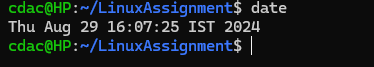 cdac@HP:~/LinuxAssignment$ date
Thu Aug 29 16:07:25 IST 2024
cdac@HP:~/LinuxAssignment$